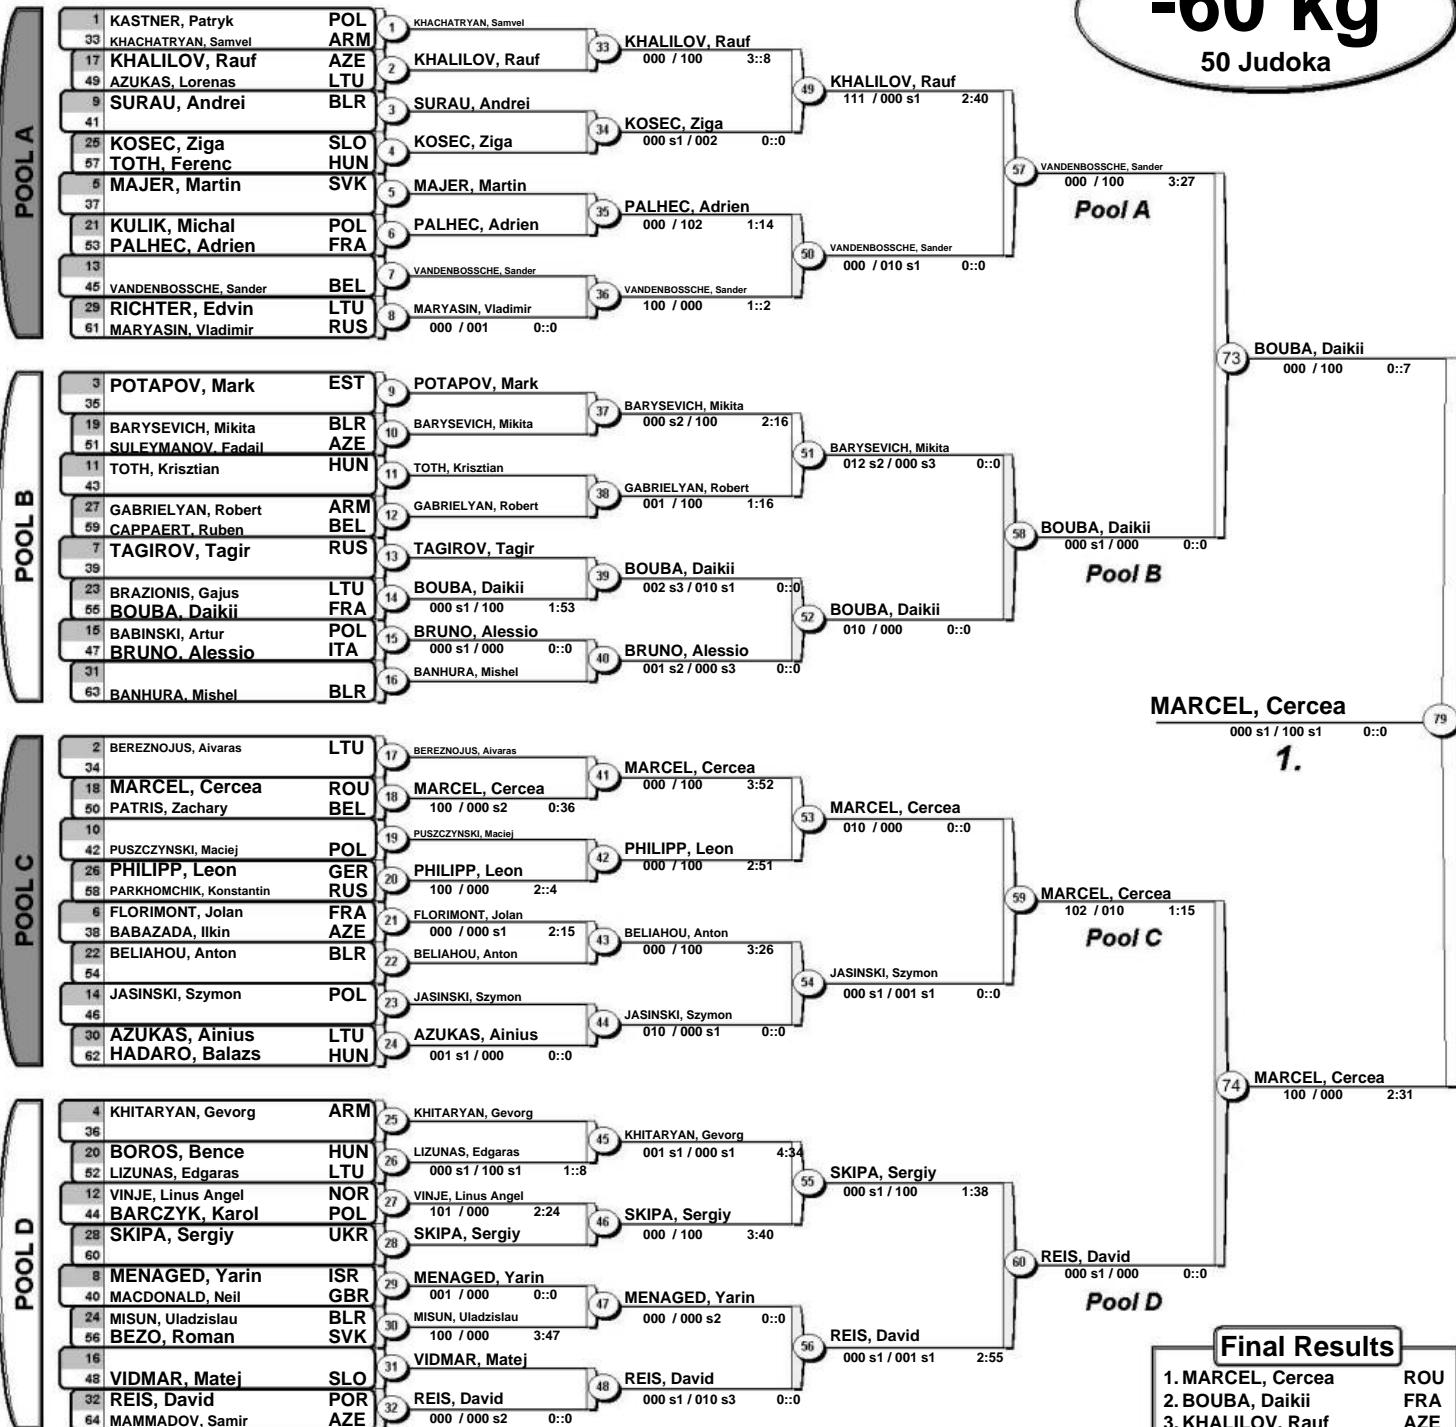 -60 kg
50 Judoka
POOL A
1 KASTNER, Patryk POL
33 KHACHATRYAN, Samvel ARM
17 KHALILOV, Rauf AZE
49 AZUKAS, Lorenas LTU
9 SURAU, Andrei BLR
41
25 KOSEC, Ziga SLO
57 TOTH, Ferenc HUN
5 MAJER, Martin SVK
37
21 KULIK, Michal POL
53 PALHEC, Adrien FRA
13
45 VANDENBOSSCHE, Sander BEL
29 RICHTER, Edvin LTU
61 MARYASIN, Vladimir RUS
1 KHACHATRYAN, Samvel
2 KHALILOV, Rauf
3 SURAU, Andrei
4 KOSEC, Ziga
5 MAJER, Martin
6 PALHEC, Adrien
7 VANDENBOSSCHE, Sander
8 MARYASIN, Vladimir
000 / 001 0::0
33 KHALILOV, Rauf
000 / 100 3::8
34 KOSEC, Ziga
000 s1 / 002 0::0
35 PALHEC, Adrien
000 / 102 1:14
36 VANDENBOSSCHE, Sander
100 / 000 1::2
49 KHALILOV, Rauf
111 / 000 s1 2:40
50 VANDENBOSSCHE, Sander
000 / 010 s1 0::0
57 VANDENBOSSCHE, Sander
000 / 100 3:27
Pool A
POOL B
3 POTAPOV, Mark EST
35
19 BARYSEVICH, Mikita BLR
51 SULEYMANOV, Fadail AZE
11 TOTH, Krisztian HUN
43
27 GABRIELYAN, Robert ARM
59 CAPPAERT, Ruben BEL
7 TAGIROV, Tagir RUS
39
23 BRAZIONIS, Gajus LTU
55 BOUBA, Daikii FRA
15 BABINSKI, Artur POL
47 BRUNO, Alessio ITA
31
63 BANHURA, Mishel BLR
9 POTAPOV, Mark
10 BARYSEVICH, Mikita
11 TOTH, Krisztian
12 GABRIELYAN, Robert
13 TAGIROV, Tagir
14 BOUBA, Daikii
000 s1 / 100 1:53
15 BRUNO, Alessio
000 s1 / 000 0::0
16 BANHURA, Mishel
37 BARYSEVICH, Mikita
000 s2 / 100 2:16
38 GABRIELYAN, Robert
001 / 100 1:16
39 BOUBA, Daikii
002 s3 / 010 s1 0::0
40 BRUNO, Alessio
001 s2 / 000 s3 0::0
51 BARYSEVICH, Mikita
012 s2 / 000 s3 0::0
52 BOUBA, Daikii
010 / 000 0::0
58 BOUBA, Daikii
000 s1 / 000 0::0
Pool B
73 BOUBA, Daikii
000 / 100 0::7
MARCEL, Cercea 79
000 s1 / 100 s1 0::0
1.
POOL C
2 BEREZNOJUS, Aivaras LTU
34
18 MARCEL, Cercea ROU
50 PATRIS, Zachary BEL
10
42 PUSZCZYNSKI, Maciej POL
26 PHILIPP, Leon GER
58 PARKHOMCHIK, Konstantin RUS
6 FLORIMONT, Jolan FRA
38 BABAZADA, Ilkin AZE
22 BELIAHOU, Anton BLR
54
14 JASINSKI, Szymon POL
46
30 AZUKAS, Ainius LTU
62 HADARO, Balazs HUN
17 BEREZNOJUS, Aivaras
18 MARCEL, Cercea
100 / 000 s2 0:36
19 PUSZCZYNSKI, Maciej
20 PHILIPP, Leon
100 / 000 2::4
21 FLORIMONT, Jolan
000 / 000 s1 2:15
22 BELIAHOU, Anton
23 JASINSKI, Szymon
24 AZUKAS, Ainius
001 s1 / 000 0::0
41 MARCEL, Cercea
000 / 100 3:52
42 PHILIPP, Leon
000 / 100 2:51
43 BELIAHOU, Anton
000 / 100 3:26
44 JASINSKI, Szymon
010 / 000 s1 0::0
53 MARCEL, Cercea
010 / 000 0::0
54 JASINSKI, Szymon
000 s1 / 001 s1 0::0
59 MARCEL, Cercea
102 / 010 1:15
Pool C
74 MARCEL, Cercea
100 / 000 2:31
POOL D
4 KHITARYAN, Gevorg ARM
36
20 BOROS, Bence HUN
52 LIZUNAS, Edgaras LTU
12 VINJE, Linus Angel NOR
44 BARCZYK, Karol POL
28 SKIPA, Sergiy UKR
60
8 MENAGED, Yarin ISR
40 MACDONALD, Neil GBR
24 MISUN, Uladzislau BLR
56 BEZO, Roman SVK
16
48 VIDMAR, Matej SLO
32 REIS, David POR
64 MAMMADOV, Samir AZE
25 KHITARYAN, Gevorg
26 LIZUNAS, Edgaras
000 s1 / 100 s1 1::8
27 VINJE, Linus Angel
101 / 000 2:24
28 SKIPA, Sergiy
29 MENAGED, Yarin
001 / 000 0::0
30 MISUN, Uladzislau
100 / 000 3:47
31 VIDMAR, Matej
32 REIS, David
000 / 000 s2 0::0
45 KHITARYAN, Gevorg
001 s1 / 000 s1 4:34
46 SKIPA, Sergiy
000 / 100 3:40
47 MENAGED, Yarin
000 / 000 s2 0::0
48 REIS, David
000 s1 / 010 s3 0::0
55 SKIPA, Sergiy
000 s1 / 100 1:38
56 REIS, David
000 s1 / 001 s1 2:55
60 REIS, David
000 s1 / 000 0::0
Pool D
Final Results
1. MARCEL, Cercea ROU
2. BOUBA, Daikii FRA
3. KHALILOV, Rauf AZE